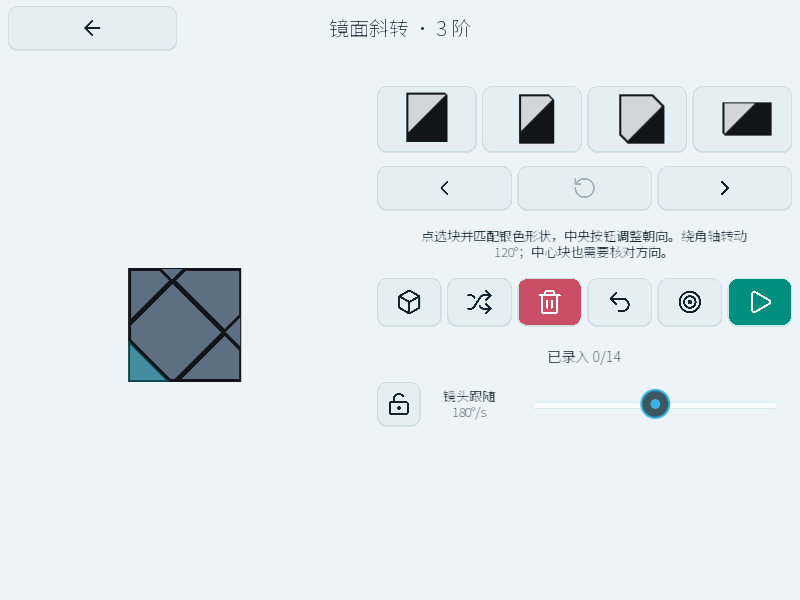 镜面斜转 · 3 阶
点选块并匹配银色形状，中央按钮调整朝向。绕角轴转动
120°；中心块也需要核对方向。
已录入 0/14
镜头跟随
180°/s